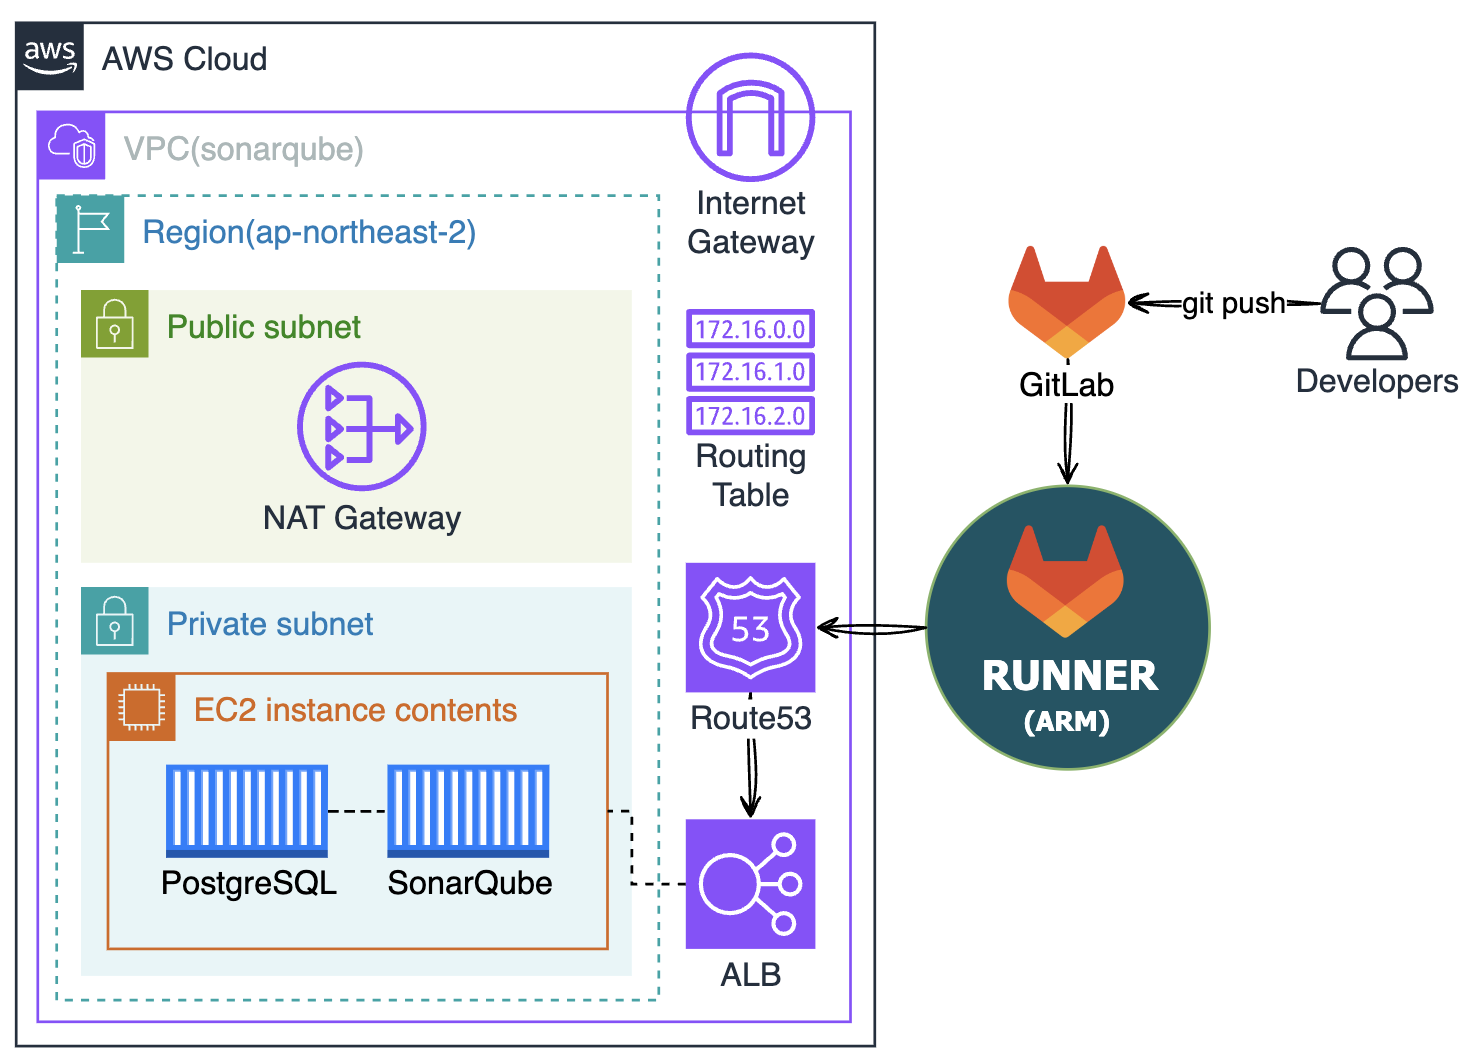 aws
AWS Cloud
VPC(sonarqube)
Internet
Gateway
Region(ap-northeast-2)
Public subnet
NAT Gateway
172.16.0.0
172.16.1.0
172.16.2.0
Routing
Table
git push
GitLab
Developers
Private subnet
53
Route53
RUNNER
(ARM)
EC2 instance contents
PostgreSQL
SonarQube
ALB